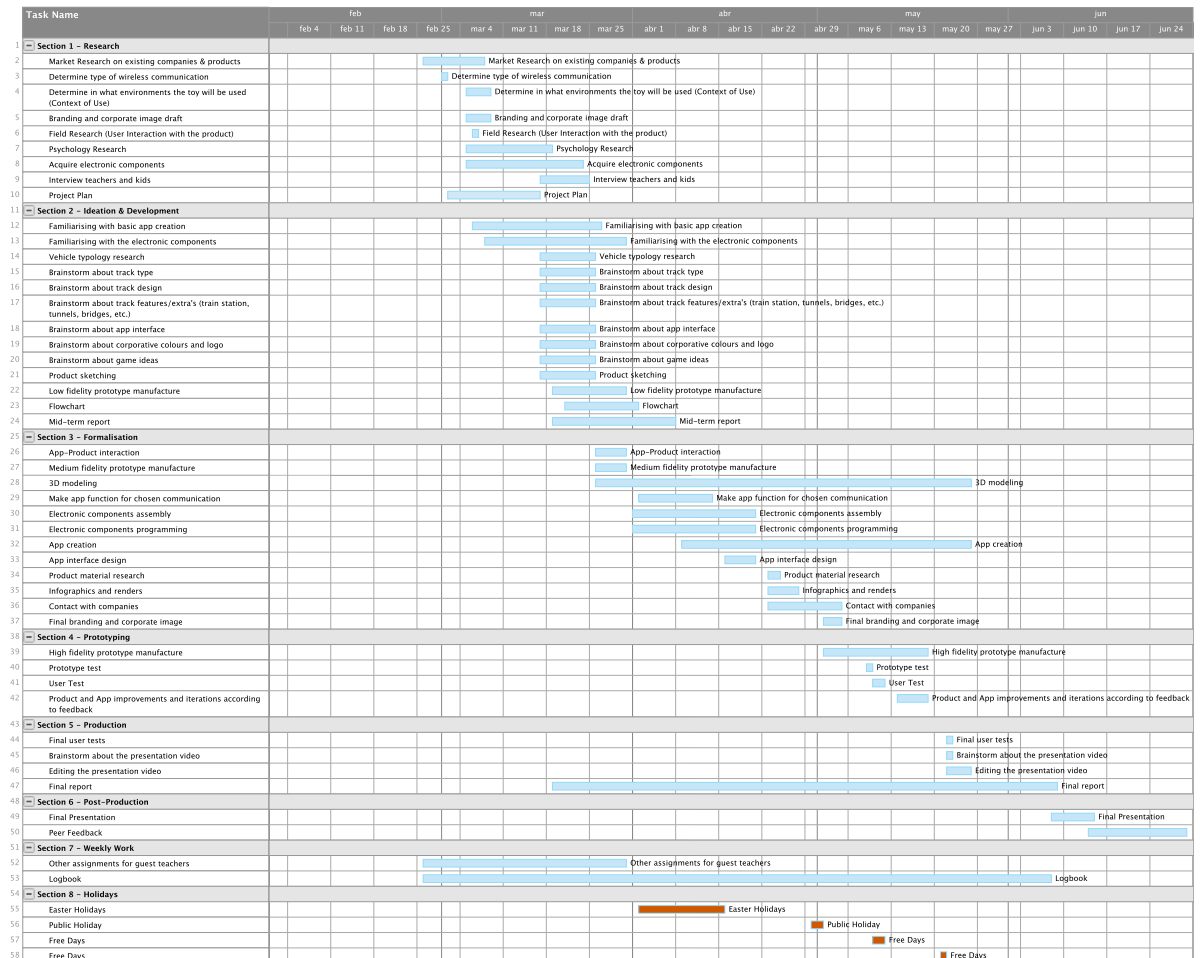 Task Name
feb mar abr may jun
feb 4 feb 11 feb 18 feb 25 mar 4 mar 11 mar 18 mar 25 abr 1 abr 8 abr 15 abr 22 abr 29 may 6 may 13 may 20 may 27 jun 3 jun 10 jun 17 jun 24
1 Section 1 - Research
2 Market Research on existing companies & products Market Research on existing companies & products
3 Determine type of wireless communication Determine type of wireless communication
4 Determine in what environments the toy will be used Determine in what environments the toy will be used (Context of Use)
(Context of Use)
5 Branding and corporate image draft Branding and corporate image draft
6 Field Research (User Interaction with the product) Field Research (User Interaction with the product)
7 Psychology Research Psychology Research
8 Acquire electronic components Acquire electronic components
9 Interview teachers and kids Interview teachers and kids
10 Project Plan Project Plan
11 Section 2 - Ideation & Development
12 Familiarising with basic app creation Familiarising with basic app creation
13 Familiarising with the electronic components Familiarising with the electronic components
14 Vehicle typology research Vehicle typology research
15 Brainstorm about track type Brainstorm about track type
16 Brainstorm about track design Brainstorm about track design
17 Brainstorm about track features/extra's (train station, Brainstorm about track features/extra's (train station, tunnels, bridges, etc.)
tunnels, bridges, etc.)
18 Brainstorm about app interface Brainstorm about app interface
19 Brainstorm about corporative colours and logo Brainstorm about corporative colours and logo
20 Brainstorm about game ideas Brainstorm about game ideas
21 Product sketching Product sketching
22 Low fidelity prototype manufacture Low fidelity prototype manufacture
23 Flowchart Flowchart
24 Mid-term report Mid-term report
25 Section 3 - Formalisation
26 App-Product interaction App-Product interaction
27 Medium fidelity prototype manufacture Medium fidelity prototype manufacture
28 3D modeling 3D modeling
29 Make app function for chosen communication Make app function for chosen communication
30 Electronic components assembly Electronic components assembly
31 Electronic components programming Electronic components programming
32 App creation App creation
33 App interface design App interface design
34 Product material research Product material research
35 Infographics and renders Infographics and renders
36 Contact with companies Contact with companies
37 Final branding and corporate image Final branding and corporate image
38 Section 4 - Prototyping
39 High fidelity prototype manufacture High fidelity prototype manufacture
40 Prototype test Prototype test
41 User Test User Test
42 Product and App improvements and iterations according Product and App improvements and iterations according to feedback
to feedback
43 Section 5 - Production
44 Final user tests Final user tests
45 Brainstorm about the presentation video Brainstorm about the presentation video
46 Editing the presentation video Editing the presentation video
47 Final report Final report
48 Section 6 - Post-Production
49 Final Presentation Final Presentation
50 Peer Feedback
51 Section 7 - Weekly Work
52 Other assignments for guest teachers Other assignments for guest teachers
53 Logbook Logbook
54 Section 8 - Holidays
55 Easter Holidays Easter Holidays
56 Public Holiday Public Holiday
57 Free Days Free Days
58 Free Days Free Days